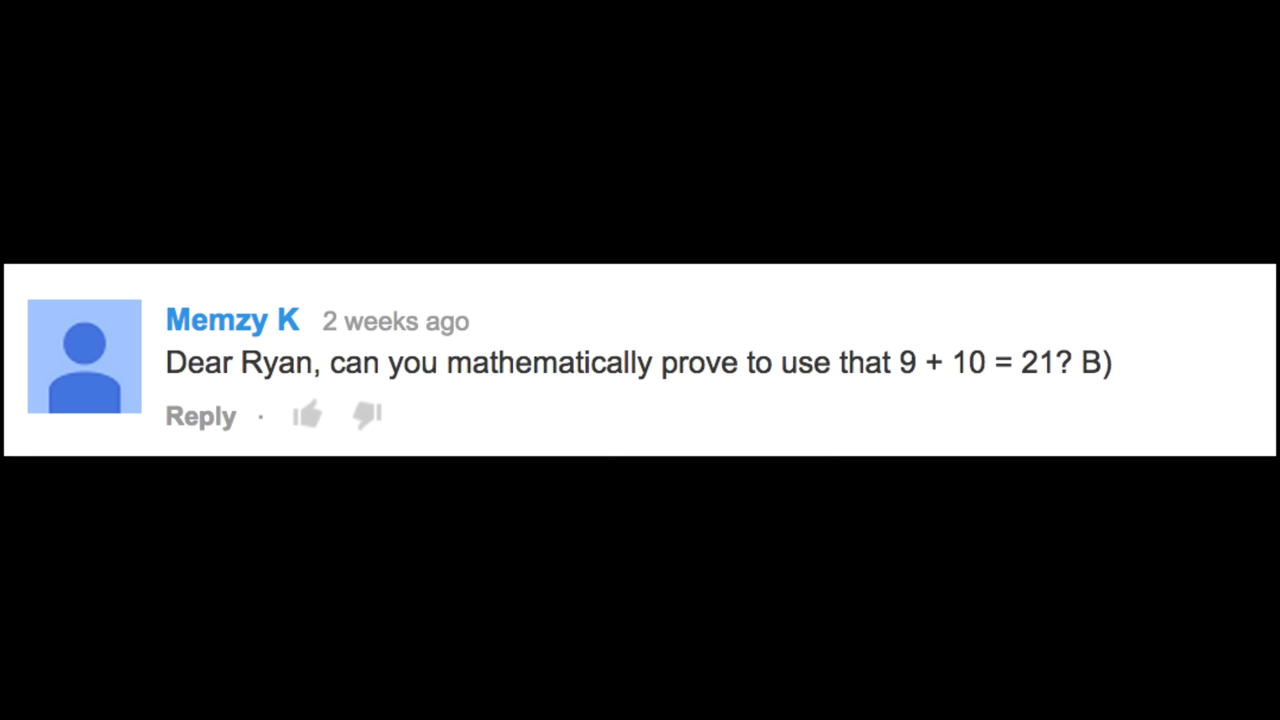 Memzy K 2 weeks ago
Dear Ryan, can you mathematically prove to use that 9 + 10 = 21? B)
Reply ·